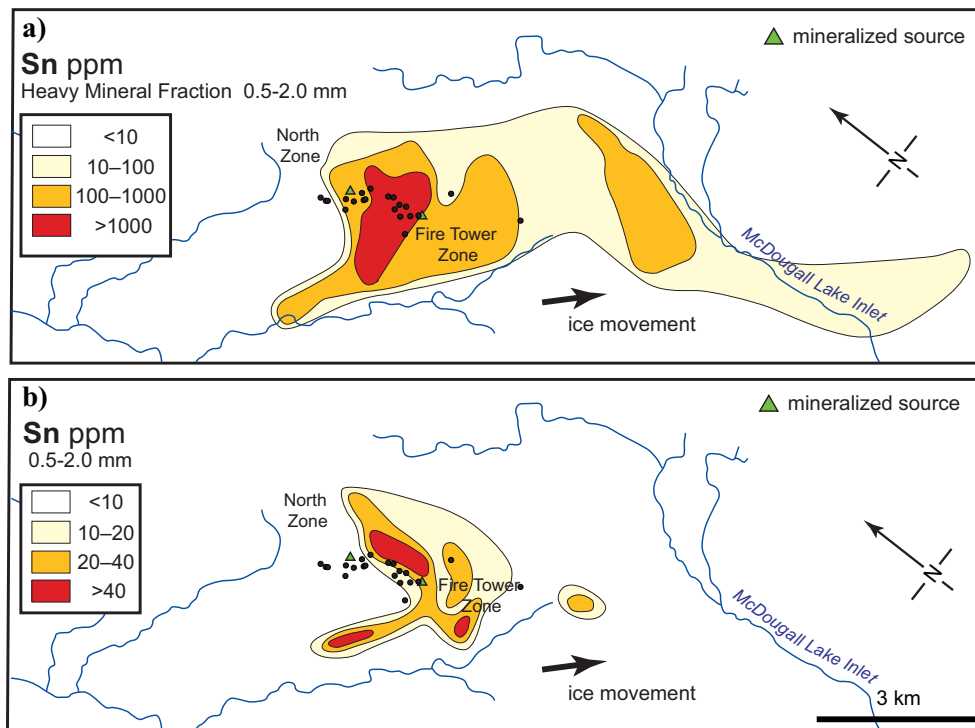 a)
Sn ppm
Heavy Mineral Fraction 0.5-2.0 mm
<10
10–100
100–1000
>1000
mineralized source
North
Zone
N
Fire Tower
Zone
McDougall Lake Inlet
ice movement
b)
Sn ppm
0.5-2.0 mm
<10
10–20
20–40
>40
mineralized source
North
Zone
N
Fire Tower
Zone
McDougall Lake Inlet
ice movement
3 km